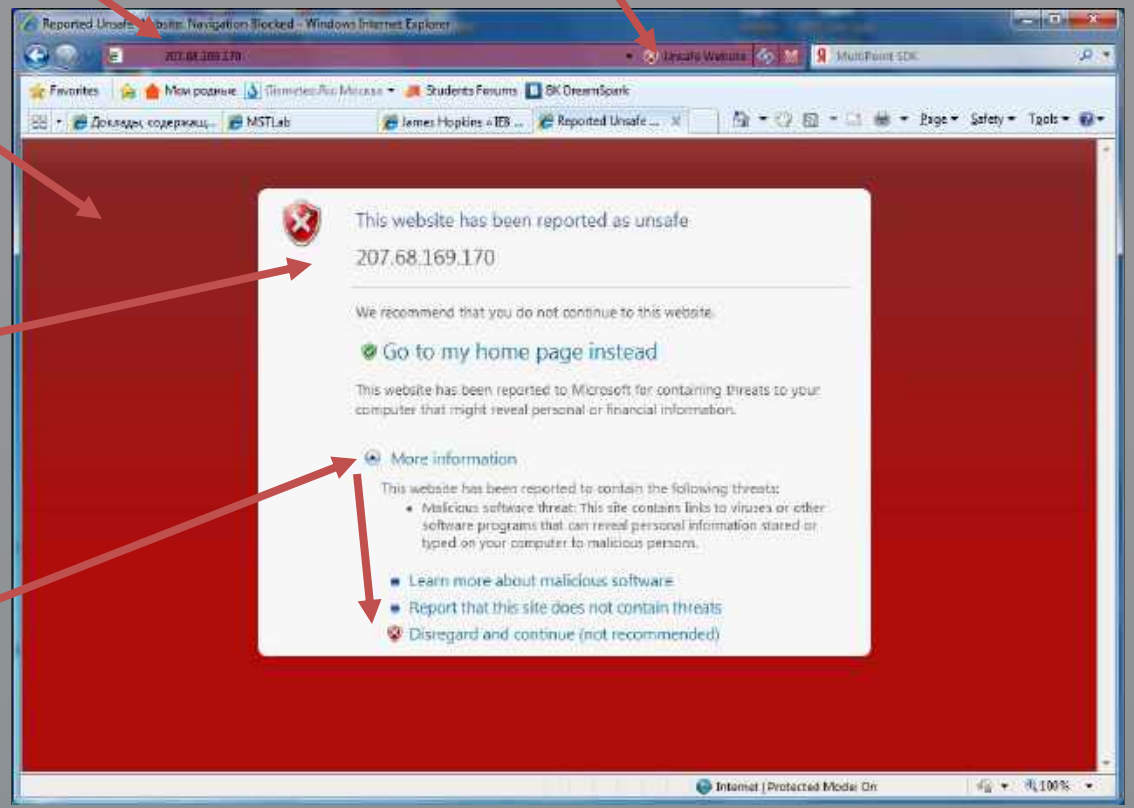 Reported Unsafe Website: Navigation Blocked - Windows Internet Explorer
207.68.169.170
Unsafe Website
MultiPoint SDK
Favorites
Мои родные
Students Forums
BK DreamSpark
Доклады, содержащ...
MSTLab
James Hopkins « IEB ...
Reported Unsafe ...
Page
Safety
Tools
This website has been reported as unsafe
207.68.169.170
We recommend that you do not continue to this website.
Go to my home page instead
This website has been reported to Microsoft for containing threats to your
computer that might reveal personal or financial information.
More information
This website has been reported to contain the following threats:
• Malicious software threat: This site contains links to viruses or other
software programs that can reveal personal information stored or
typed on your computer to malicious persons.
Learn more about malicious software
Report that this site does not contain threats
Disregard and continue (not recommended)
Internet | Protected Mode: On
100%